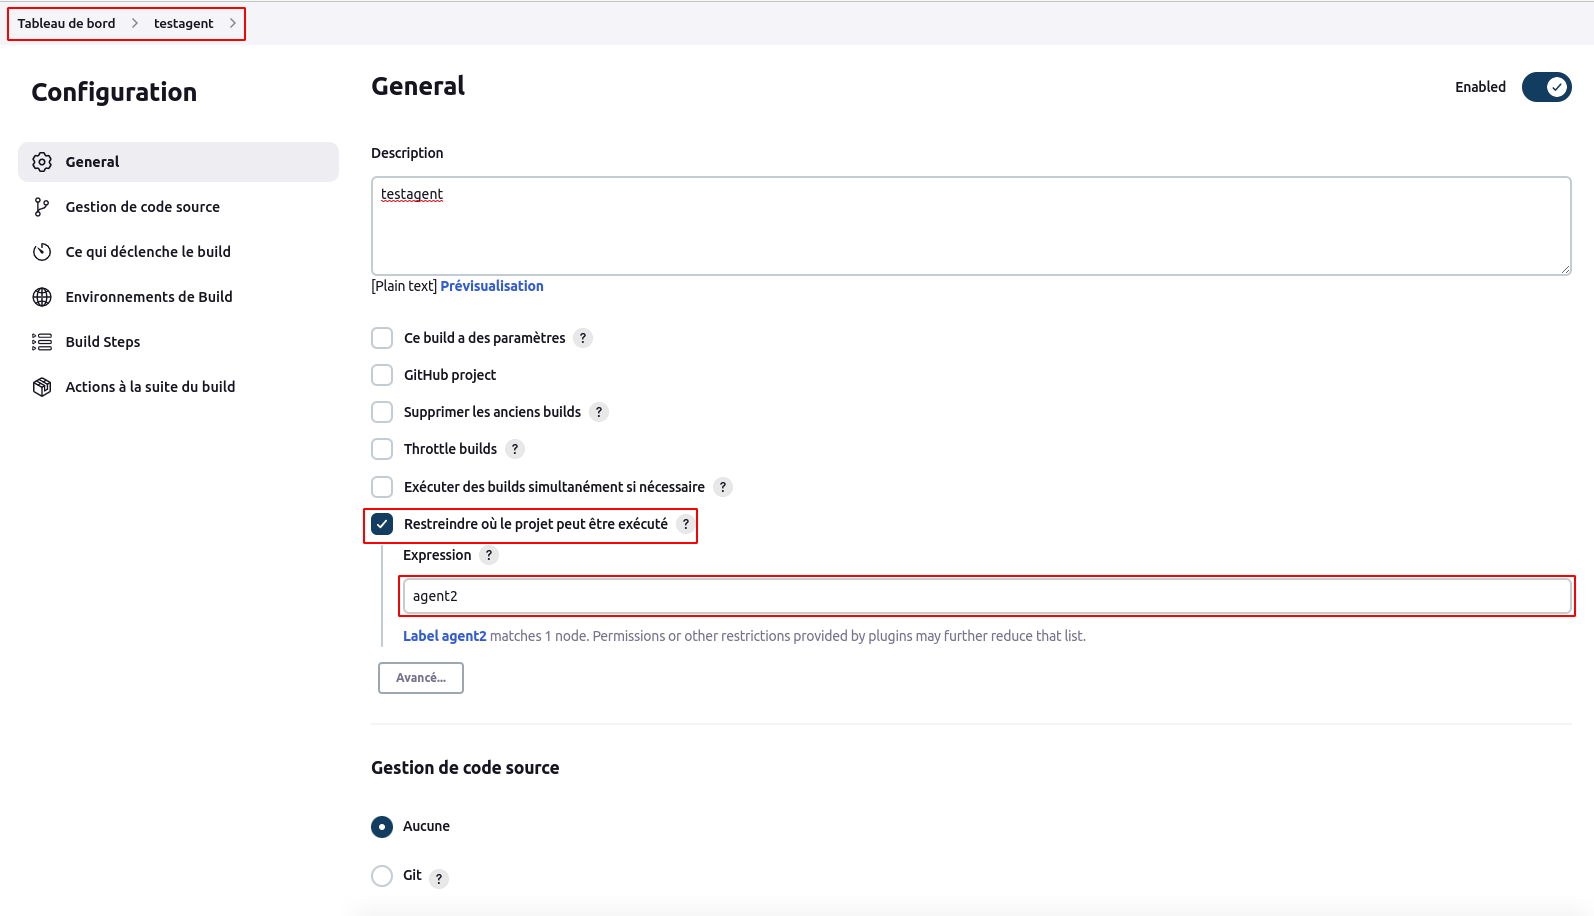 Tableau de bord > testagent >
Configuration
General
Gestion de code source
Ce qui déclenche le build
Environnements de Build
Build Steps
Actions à la suite du build
General
Enabled
Description
testagent
[Plain text] Prévisualisation
Ce build a des paramètres ?
GitHub project
Supprimer les anciens builds ?
Throttle builds ?
Exécuter des builds simultanément si nécessaire ?
Restreindre où le projet peut être exécuté ?
Expression ?
agent2
Label agent2 matches 1 node. Permissions or other restrictions provided by plugins may further reduce that list.
Avancé...
Gestion de code source
Aucune
Git ?